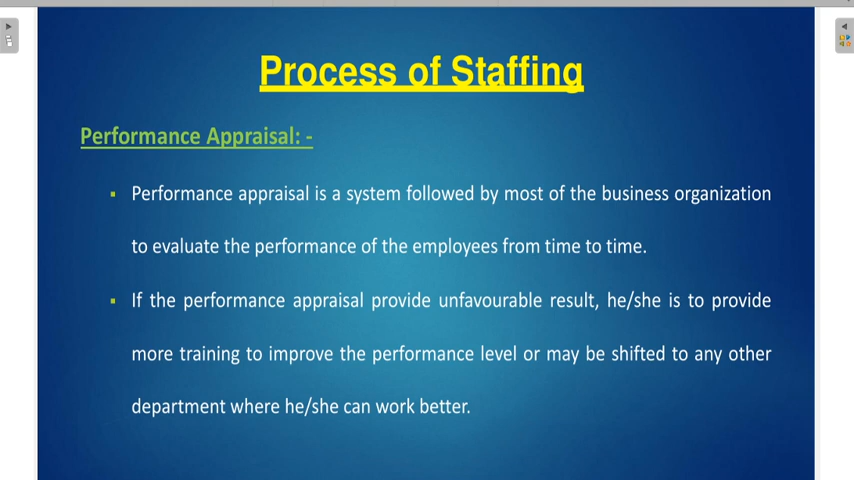 Process of Staffing
Performance Appraisal: -
Performance appraisal is a system followed by most of the business organization
to evaluate the performance of the employees from time to time.
If the performance appraisal provide unfavourable result, he/she is to provide
more training to improve the performance level or may be shifted to any other
department where he/she can work better.